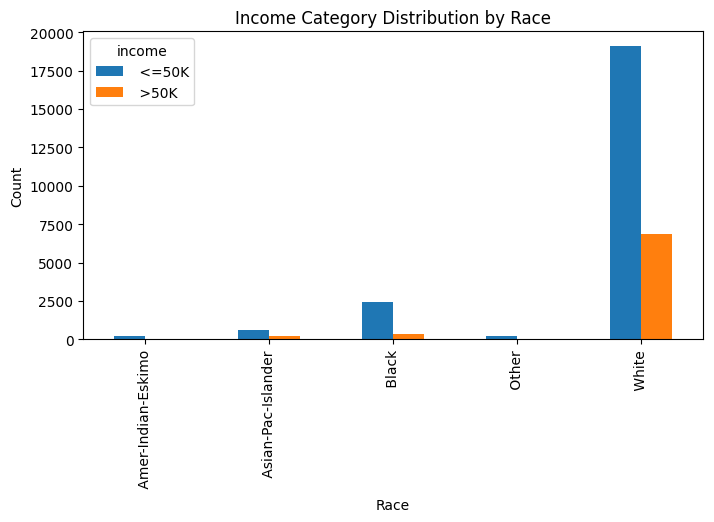 Income Category Distribution by Race
income
<=50K
>50K
Count
20000
17500
15000
12500
10000
7500
5000
2500
0
Amer-Indian-Eskimo
Asian-Pac-Islander
Black
Other
White
Race